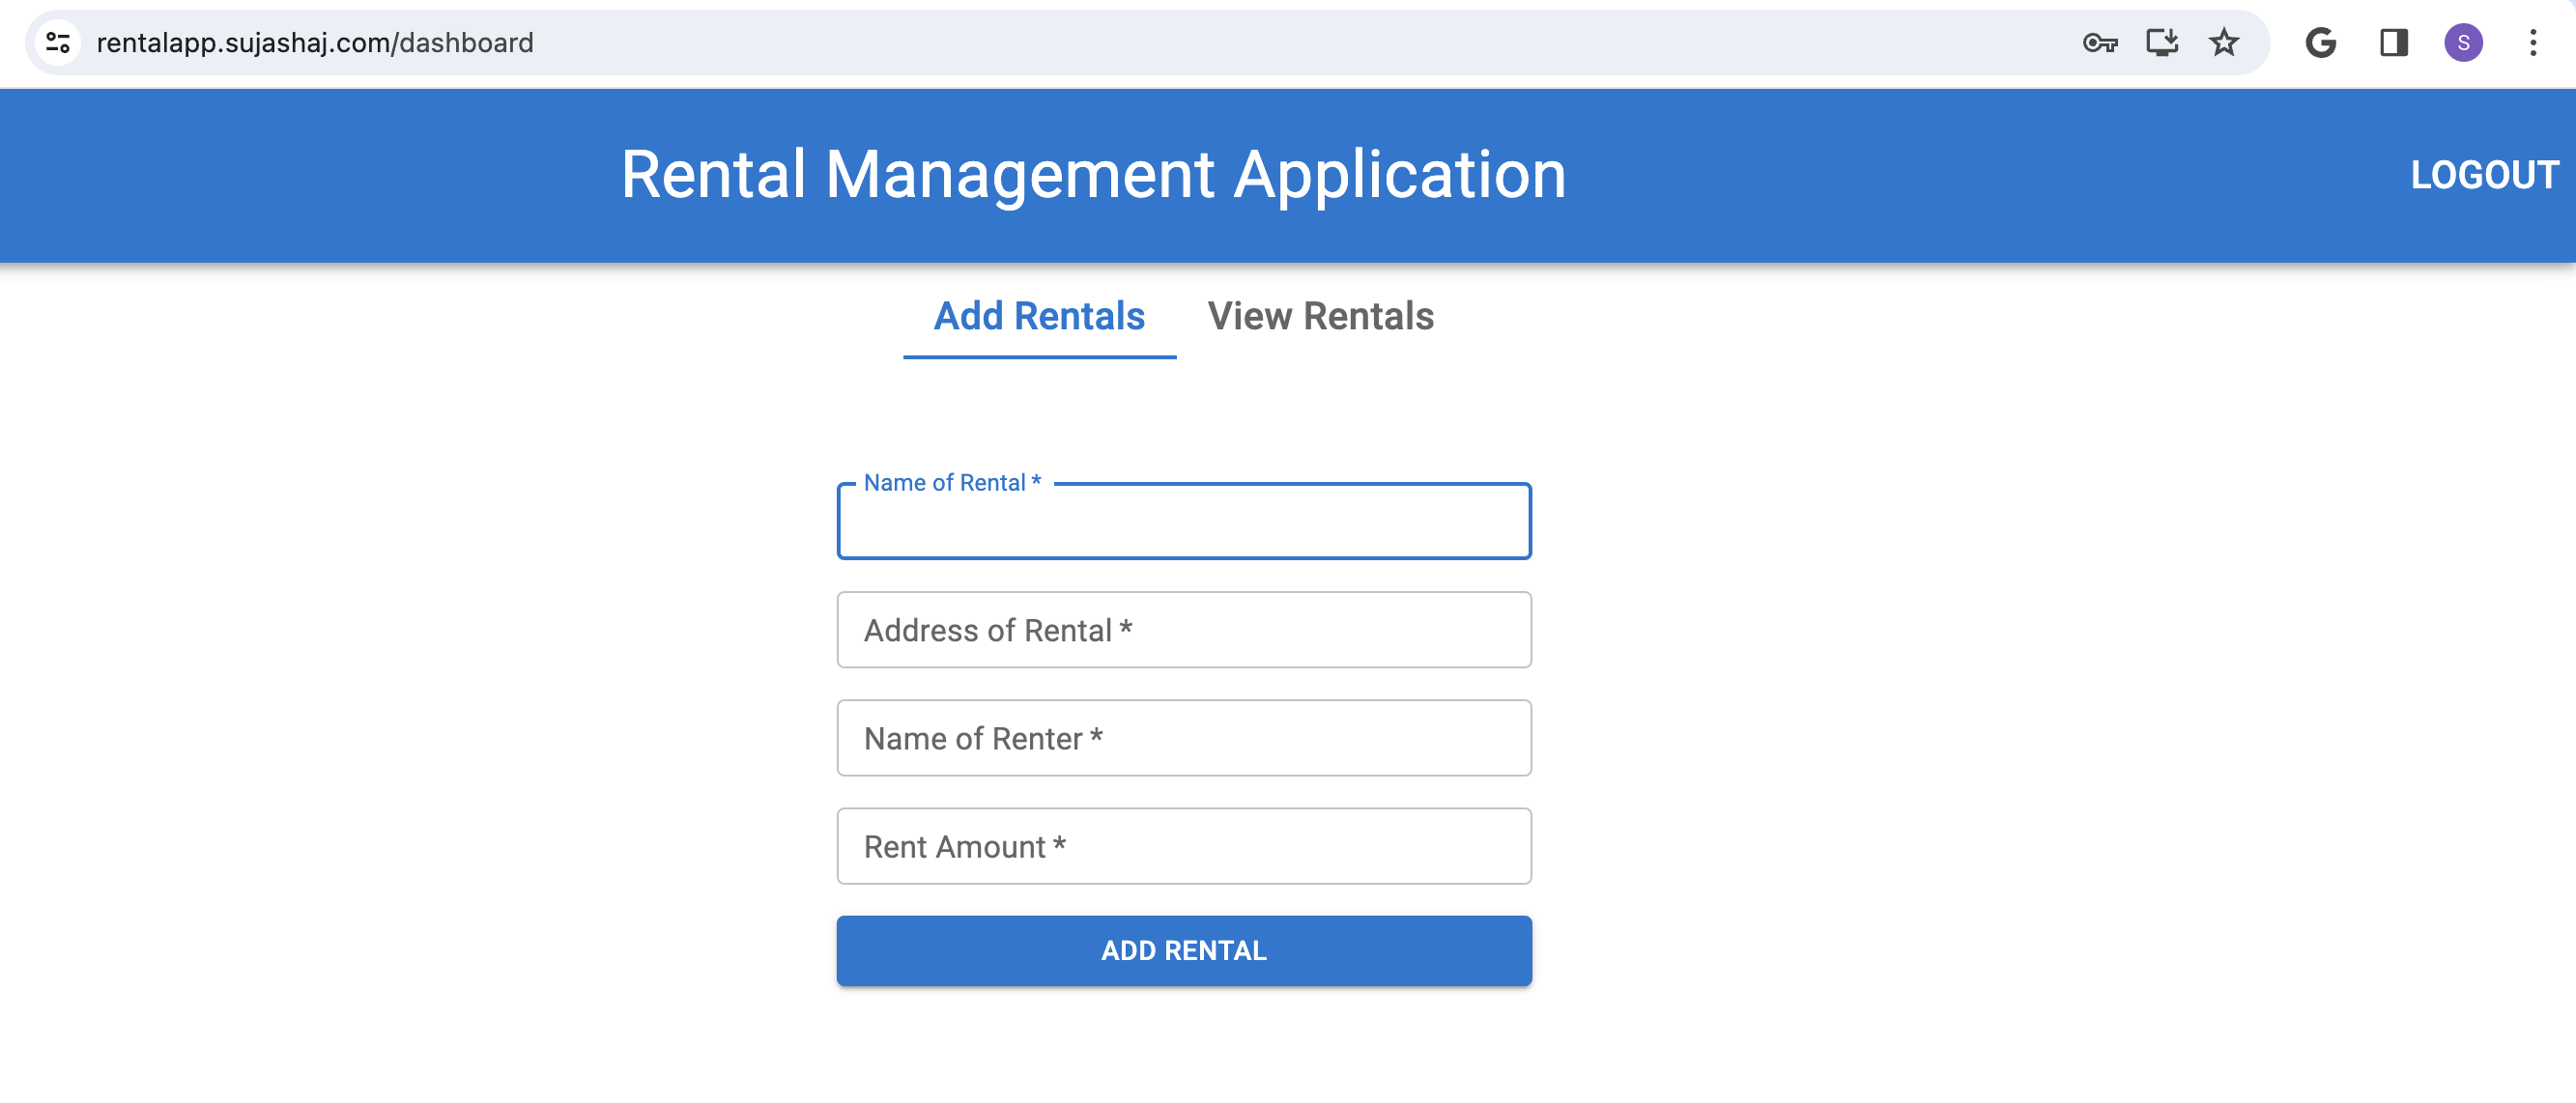 rentalapp.sujashaj.com/dashboard
G
S
Rental Management Application
LOGOUT
Add Rentals View Rentals
Name of Rental *
Address of Rental *
Name of Renter *
Rent Amount *
ADD RENTAL